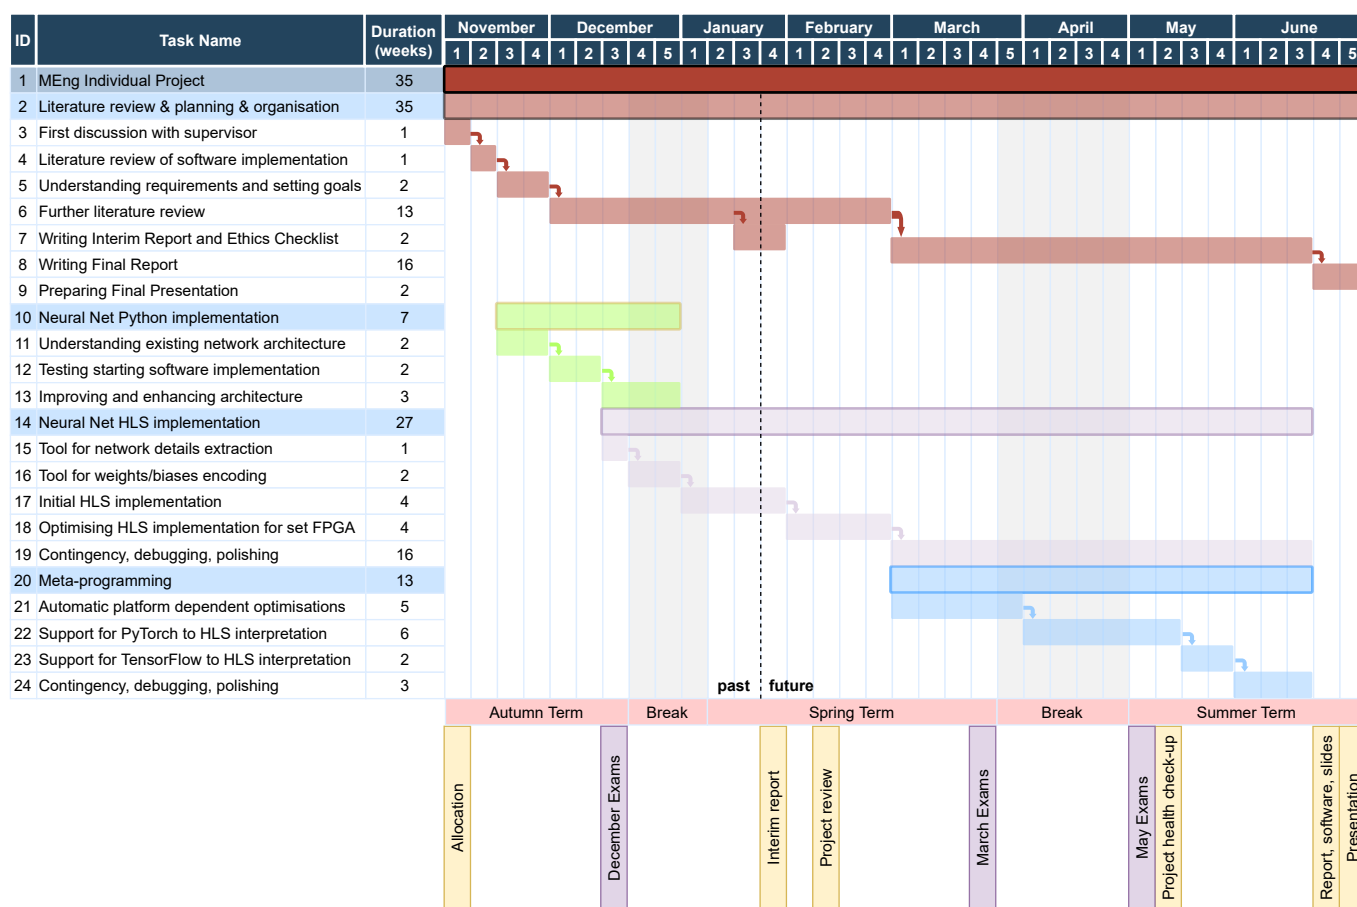 ID Task Name Duration (weeks) November December January February March April May June
1 2 3 4 1 2 3 4 5 1 2 3 4 1 2 3 4 1 2 3 4 5 1 2 3 4 1 2 3 4 1 2 3 4 5
1 MEng Individual Project 35
2 Literature review & planning & organisation 35
3 First discussion with supervisor 1
4 Literature review of software implementation 1
5 Understanding requirements and setting goals 2
6 Further literature review 13
7 Writing Interim Report and Ethics Checklist 2
8 Writing Final Report 16
9 Preparing Final Presentation 2
10 Neural Net Python implementation 7
11 Understanding existing network architecture 2
12 Testing starting software implementation 2
13 Improving and enhancing architecture 3
14 Neural Net HLS implementation 27
15 Tool for network details extraction 1
16 Tool for weights/biases encoding 2
17 Initial HLS implementation 4
18 Optimising HLS implementation for set FPGA 4
19 Contingency, debugging, polishing 16
20 Meta-programming 13
21 Automatic platform dependent optimisations 5
22 Support for PyTorch to HLS interpretation 6
23 Support for TensorFlow to HLS interpretation 2
24 Contingency, debugging, polishing 3
past future
Autumn Term Break Spring Term Break Summer Term
Allocation
December Exams
Interim report
Project review
March Exams
May Exams
Project health check-up
Report, software, slides
Presentation